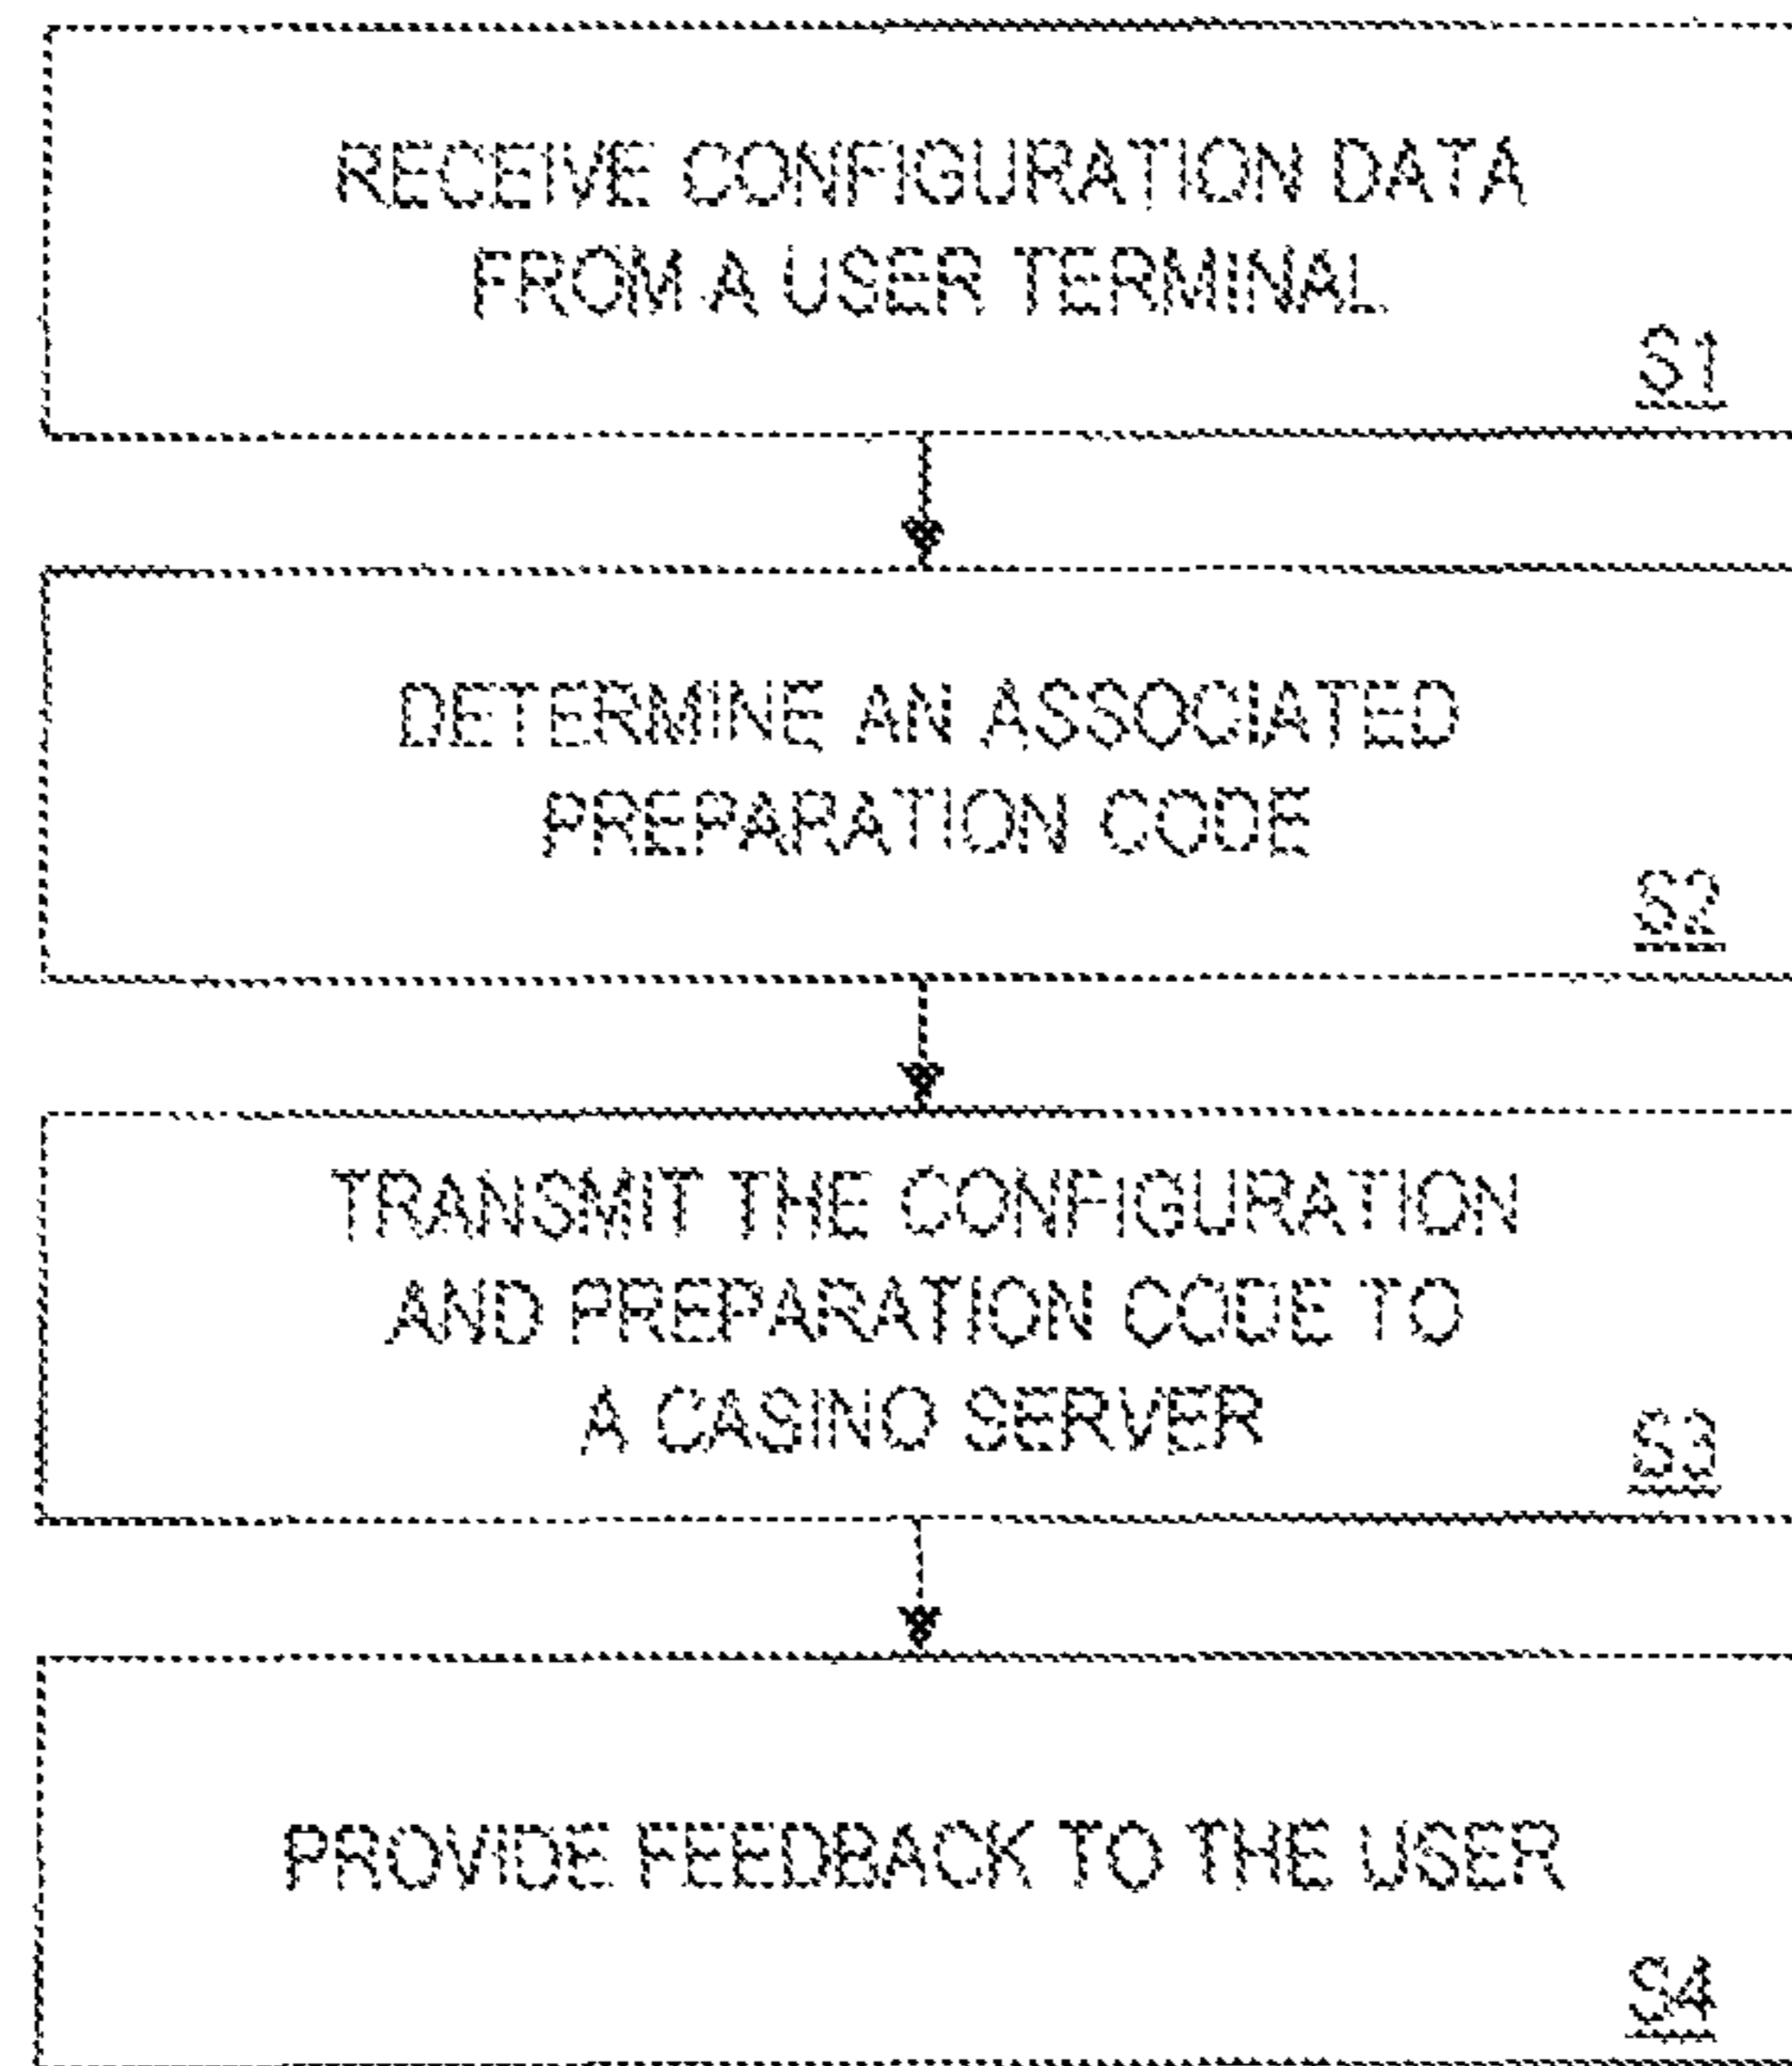 RECEIVE CONFIGURATION DATA
FROM A USER TERMINAL
S1
DETERMINE AN ASSOCIATED
PREPARATION CODE
S2
TRANSMIT THE CONFIGURATION
AND PREPARATION CODE TO
A CASINO SERVER
S3
PROVIDE FEEDBACK TO THE USER
S4